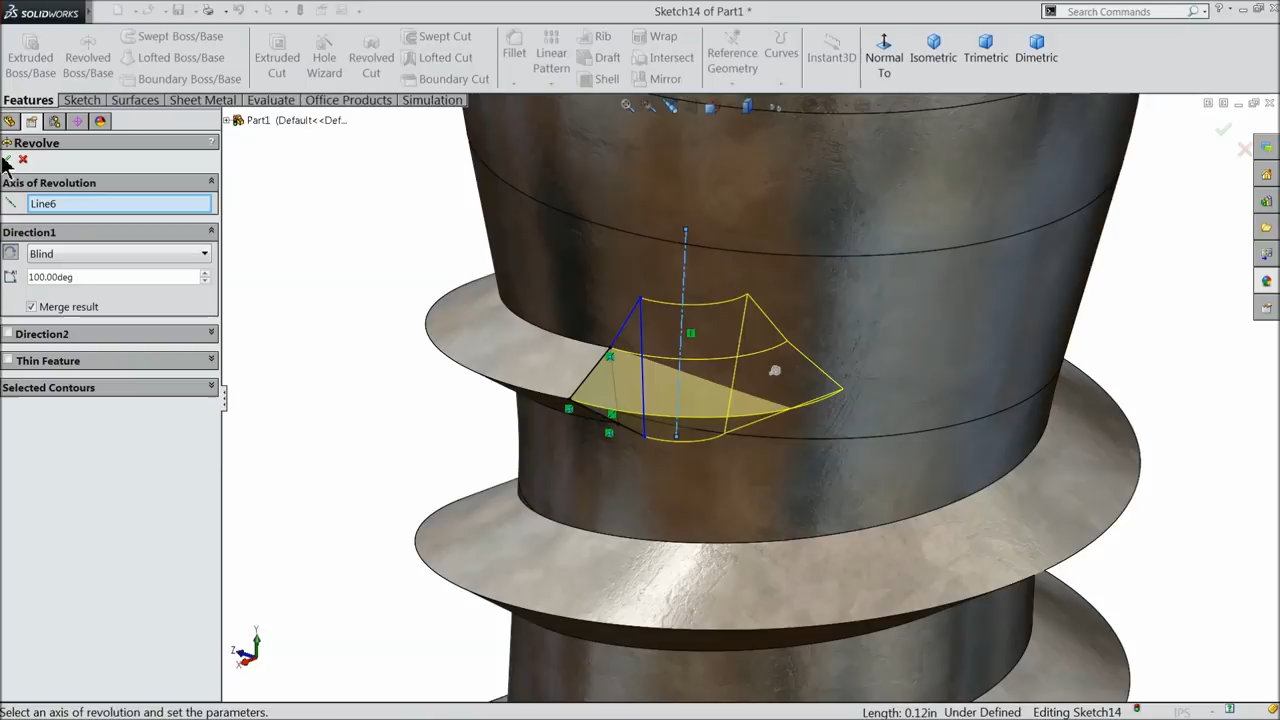 SOLIDWORKS
Sketch14 of Part1 *
Search Commands
Extruded Boss/Base
Revolved Boss/Base
Swept Boss/Base
Lofted Boss/Base
Boundary Boss/Base
Extruded Cut
Hole Wizard
Revolved Cut
Swept Cut
Lofted Cut
Boundary Cut
Fillet
Linear Pattern
Rib
Draft
Shell
Wrap
Intersect
Mirror
Reference Geometry
Curves
Instant3D
Normal To
Isometric
Trimetric
Dimetric
Features
Sketch
Surfaces
Sheet Metal
Evaluate
Office Products
Simulation
Part1 (Default<<Def...
Revolve
?
Axis of Revolution
Line6
Direction1
Blind
100.00deg
Merge result
Direction2
Thin Feature
Selected Contours
Y
Z
X
Select an axis of revolution and set the parameters.
Length: 0.12in
Under Defined
Editing Sketch14
IPS